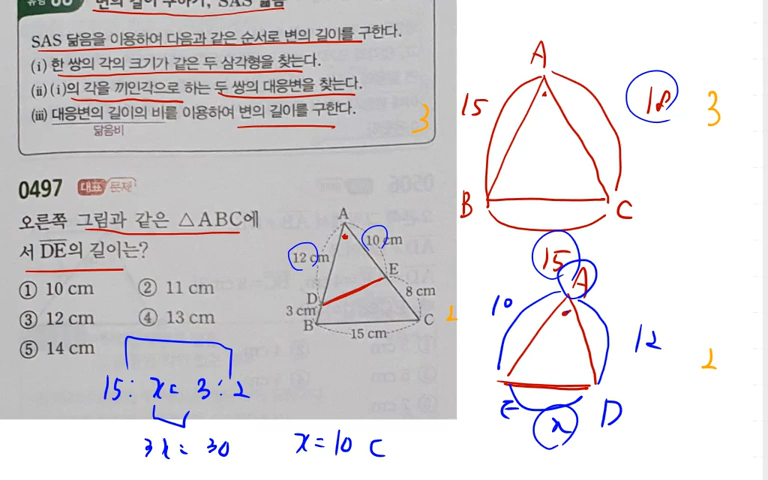 변의 길이 구하기; SAS 닮음
SAS 닮음을 이용하여 다음과 같은 순서로 변의 길이를 구한다.
(i) 한 쌍의 각의 크기가 같은 두 삼각형을 찾는다.
(ii) (i)의 각을 끼인각으로 하는 두 쌍의 대응변을 찾는다.
(iii) 대응변의 길이의 비를 이용하여 변의 길이를 구한다.
닮음비
3
0497 대표 문제
오른쪽 그림과 같은 △ABC에
서 DE의 길이는?
① 10 cm ② 11 cm
③ 12 cm ④ 13 cm
⑤ 14 cm
A
12 cm
10 cm
E
D
8 cm
3 cm
B
C
15 cm
2
15 : x = 3 : 2
3x = 30
x = 10 C
A
15
18
3
B
C
15
A
10
12
2
E
D
x